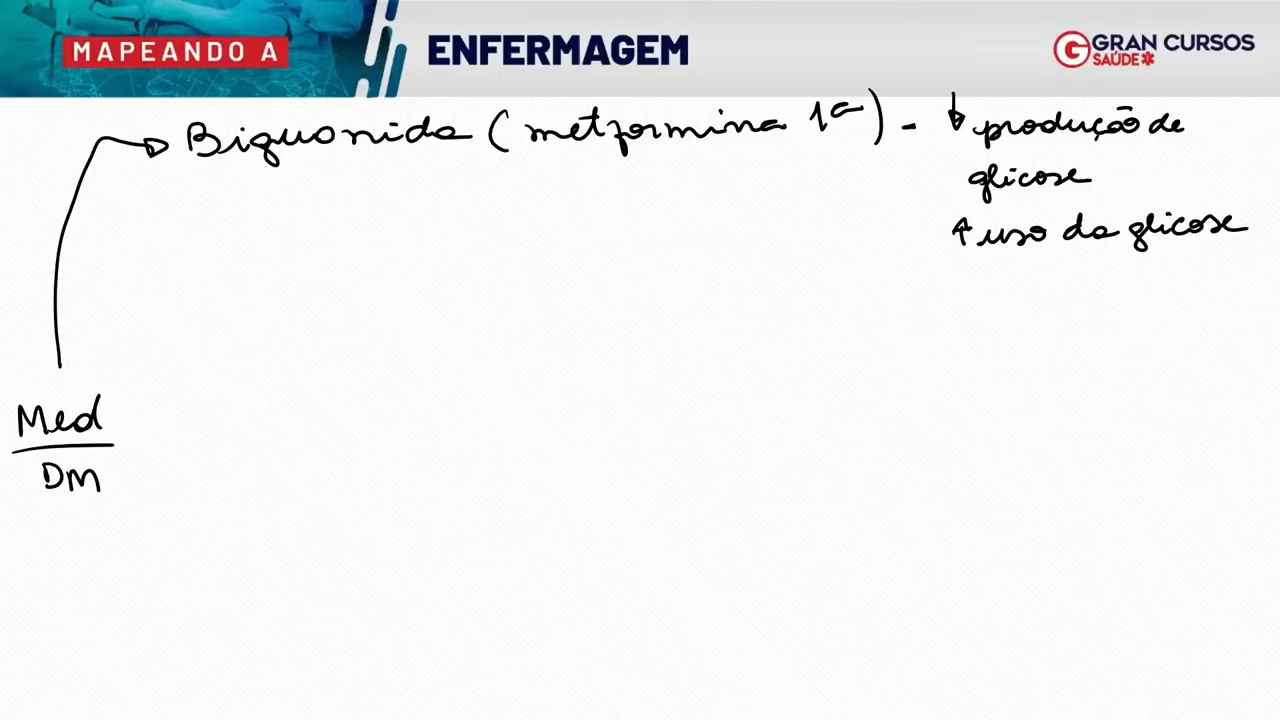 MAPEANDO A
ENFERMAGEM
GRAN CURSOS
SAÚDE
Biguanida (metformina 1ª) - ↓ produção de
glicose
↑ uso da glicose
Med
DM